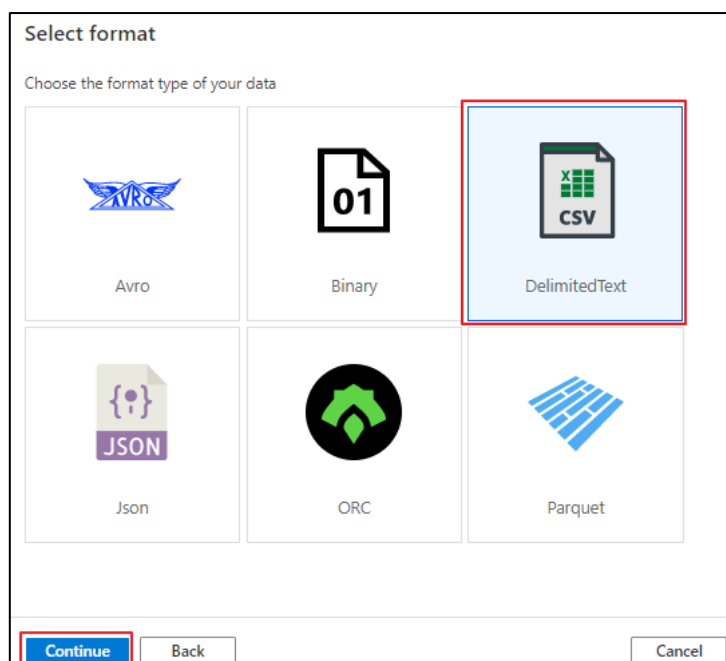 Select format
Choose the format type of your data
AVRO
01
X
CSV
Avro
Binary
DelimitedText
{ }
JSON
Json
ORC
Parquet
Continue
Back
Cancel